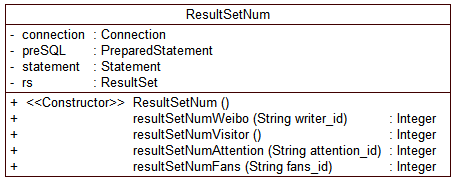 ResultSetNum
- connection : Connection
- preSQL : PreparedStatement
- statement : Statement
- rs : ResultSet
+ <<Constructor>> ResultSetNum ()
+ resultSetNumWeibo (String writer_id) : Integer
+ resultSetNumVisitor () : Integer
+ resultSetNumAttention (String attention_id) : Integer
+ resultSetNumFans (String fans_id) : Integer